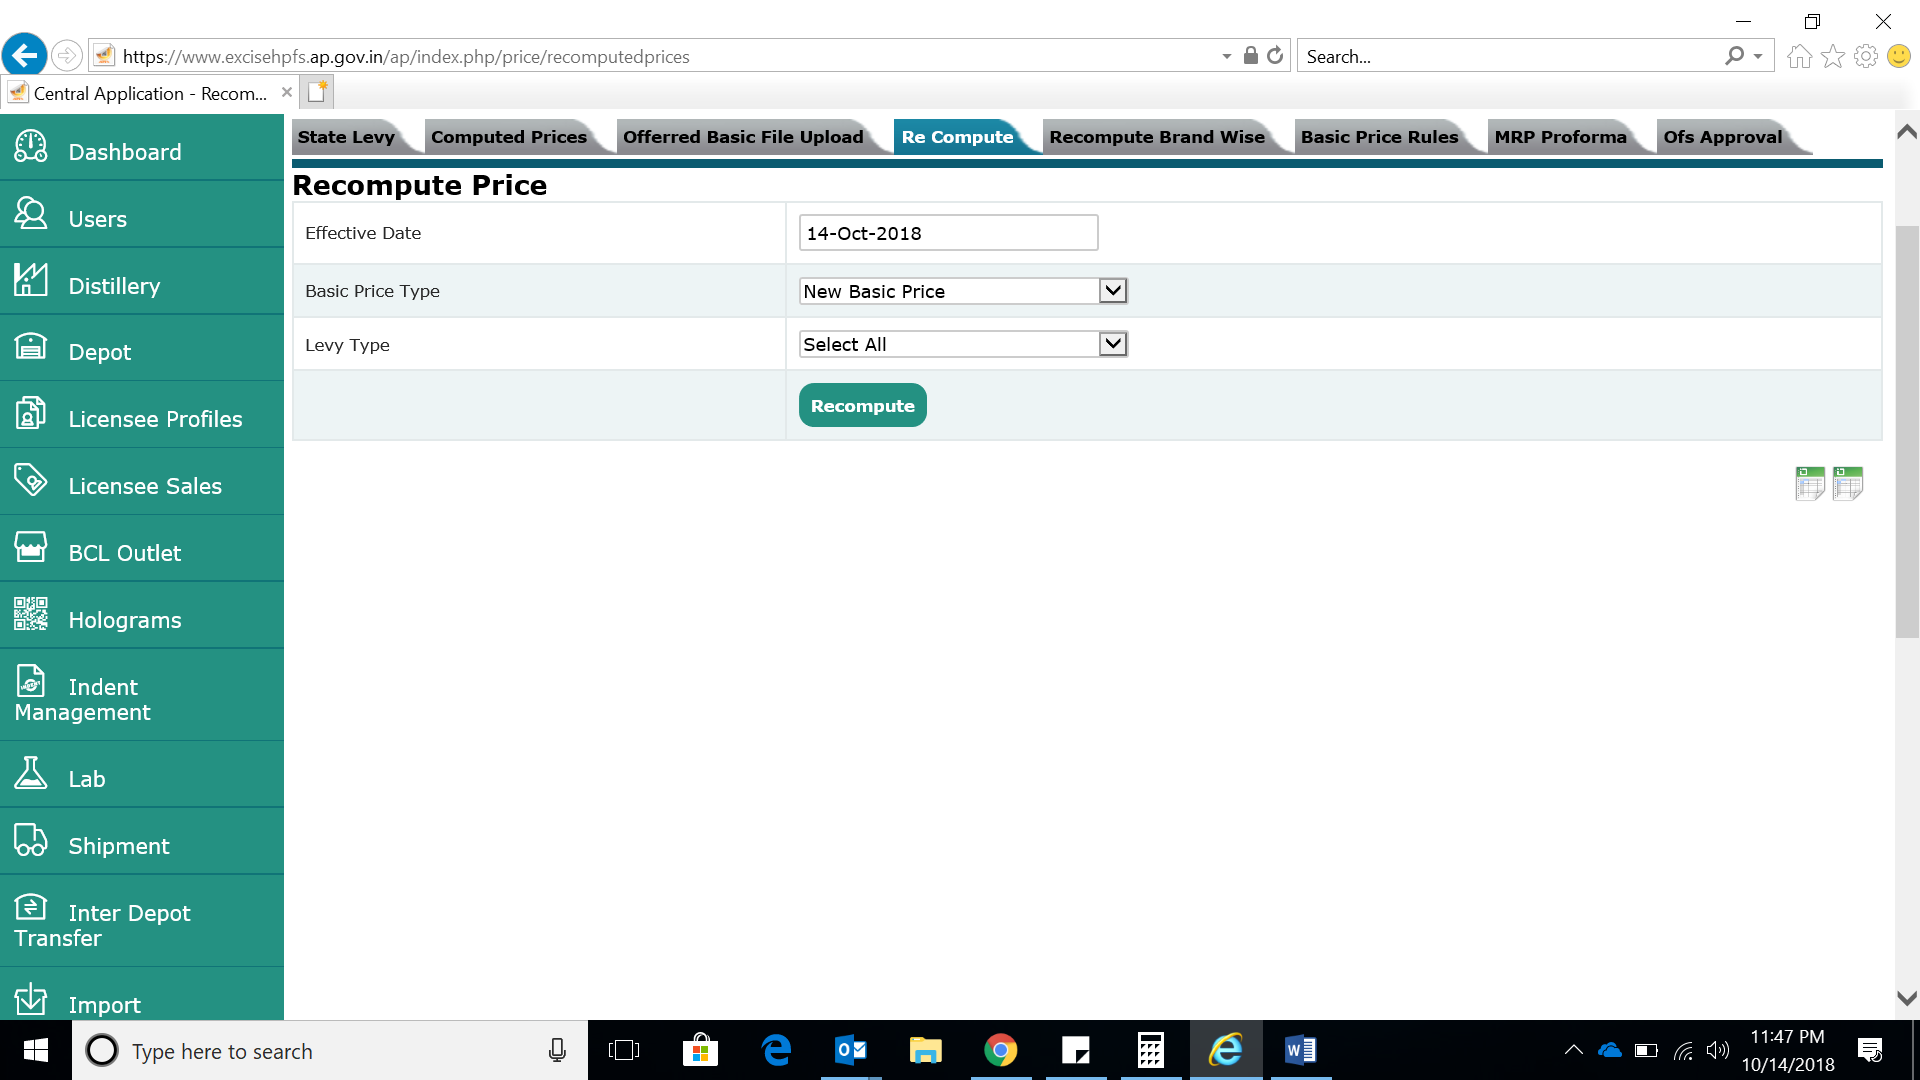 https://www.excisehpfs.ap.gov.in/ap/index.php/price/recomputedprices
Search...
Central Application - Recom...
Dashboard
Users
Distillery
Depot
Licensee Profiles
Licensee Sales
BCL Outlet
Holograms
Indent
Management
Lab
Shipment
Inter Depot
Transfer
Import
State Levy
Computed Prices
Offerred Basic File Upload
Re Compute
Recompute Brand Wise
Basic Price Rules
MRP Proforma
Ofs Approval
Recompute Price
Effective Date
14-Oct-2018
Basic Price Type
New Basic Price
Levy Type
Select All
Recompute
Type here to search
11:47 PM
10/14/2018